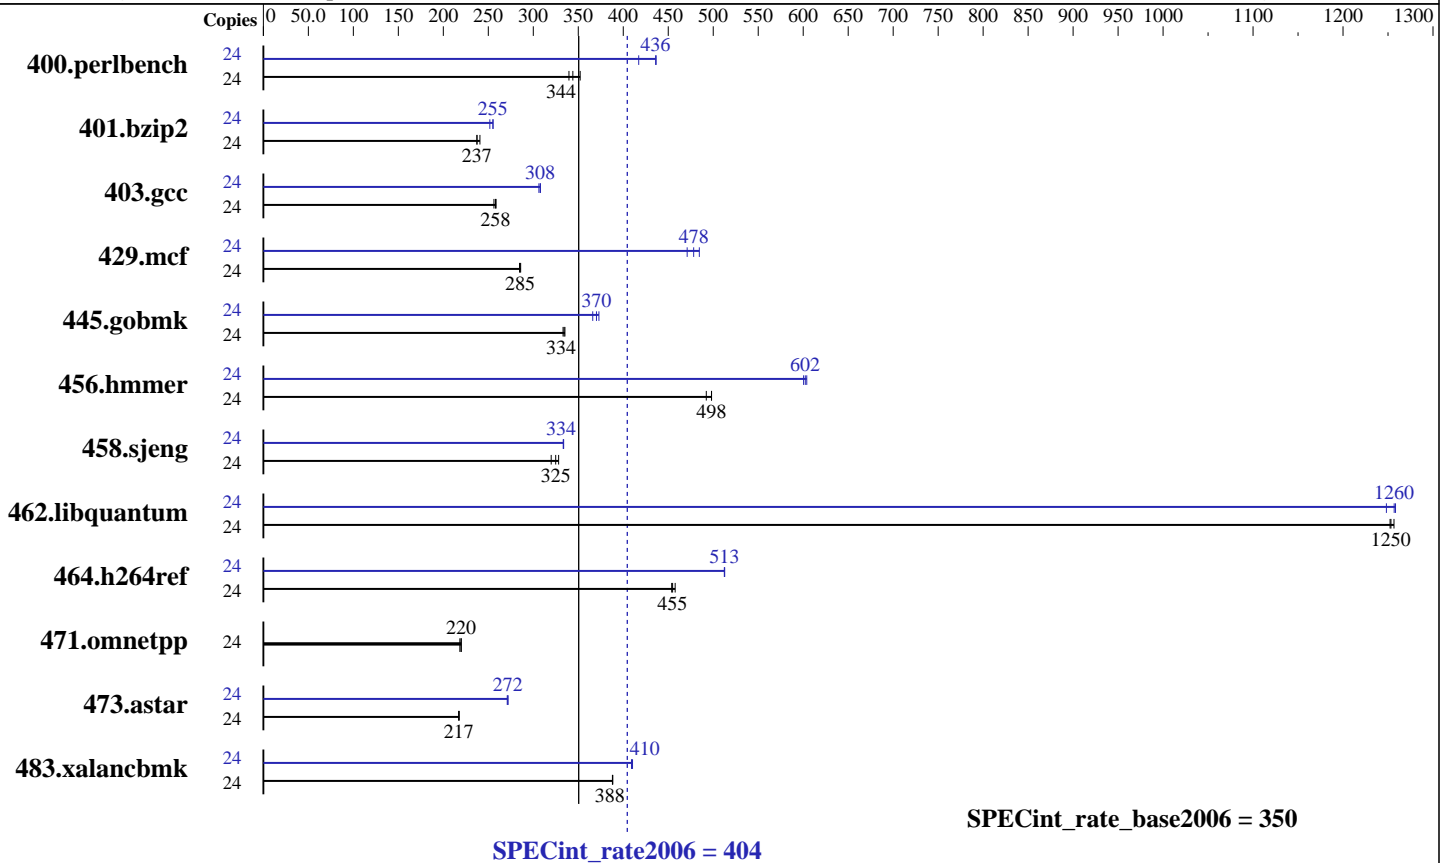 Copies 0 50.0 100 150 200 250 300 350 400 450 500 550 600 650 700 750 800 850 900 950 1000 1100 1200 1300
400.perlbench 24 436
24 344
401.bzip2 24 255
24 237
403.gcc 24 308
24 258
429.mcf 24 478
24 285
445.gobmk 24 370
24 334
456.hmmer 24 602
24 498
458.sjeng 24 334
24 325
462.libquantum 24 1260
24 1250
464.h264ref 24 513
24 455
471.omnetpp 24 220
473.astar 24 272
24 217
483.xalancbmk 24 410
24 388
SPECint_rate_base2006 = 350
SPECint_rate2006 = 404